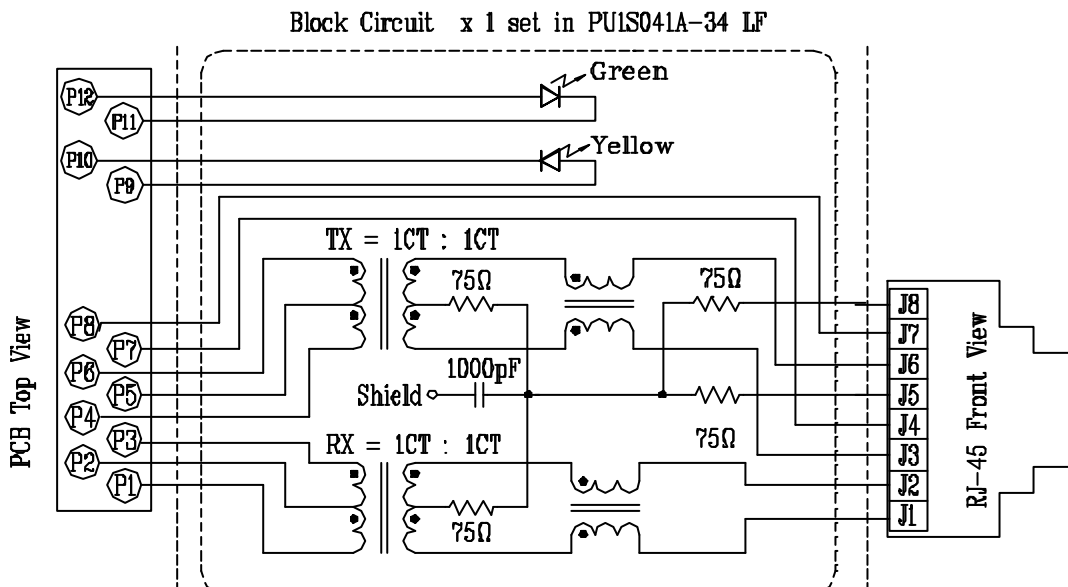 Block Circuit x 1 set in PU1S041A-34 LF
Green
P12
P11
Yellow
P10
P9
TX = 1CT : 1CT
75Ω
75Ω
P8
P7
P6
P5
P4
P3
P2
P1
PCB Top View
1000pF
Shield
75Ω
RX = 1CT : 1CT
75Ω
J8
J7
J6
J5
J4
J3
J2
J1
RJ-45 Front View